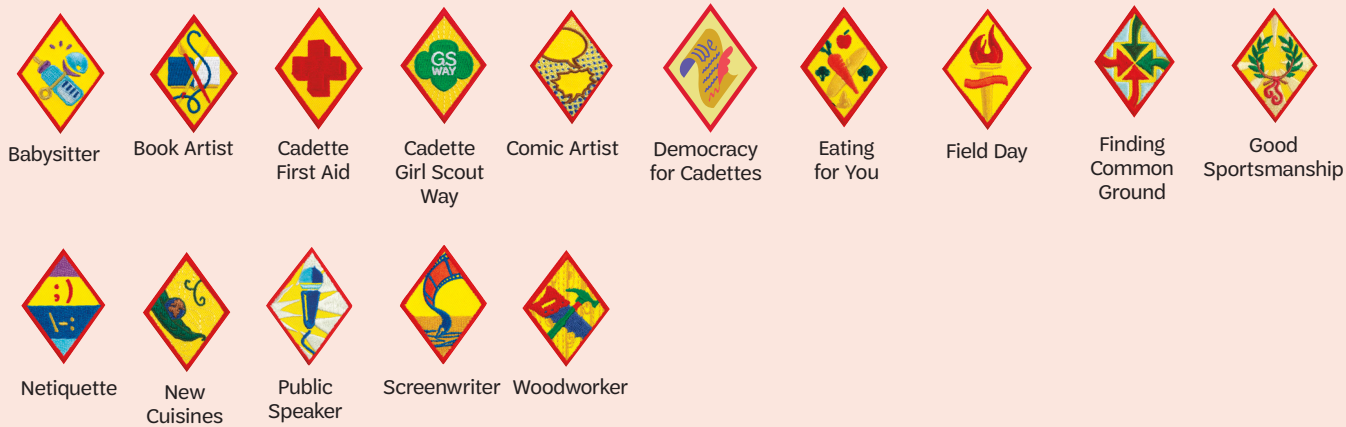 GS
WAY
Babysitter
Book Artist
Cadette
First Aid
Cadette
Girl Scout
Way
Comic Artist
Democracy
for Cadettes
Eating
for You
Field Day
Finding
Common
Ground
Good
Sportsmanship
;)
Netiquette
New
Cuisines
Public
Speaker
Screenwriter
Woodworker